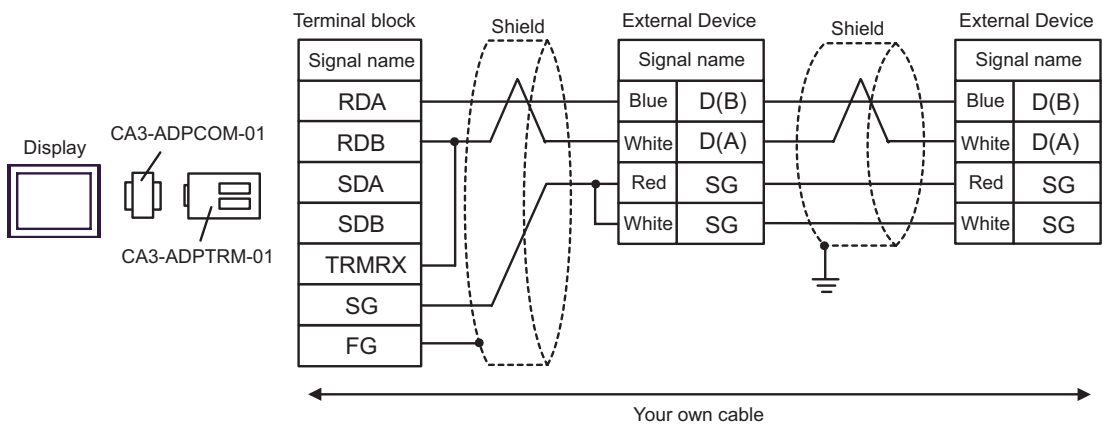 Display
CA3-ADPCOM-01
CA3-ADPTRM-01
Terminal block
Signal name
RDA
RDB
SDA
SDB
TRMRX
SG
FG
Shield
External Device
Signal name
Blue D(B)
White D(A)
Red SG
White SG
Shield
External Device
Signal name
Blue D(B)
White D(A)
Red SG
White SG
Your own cable